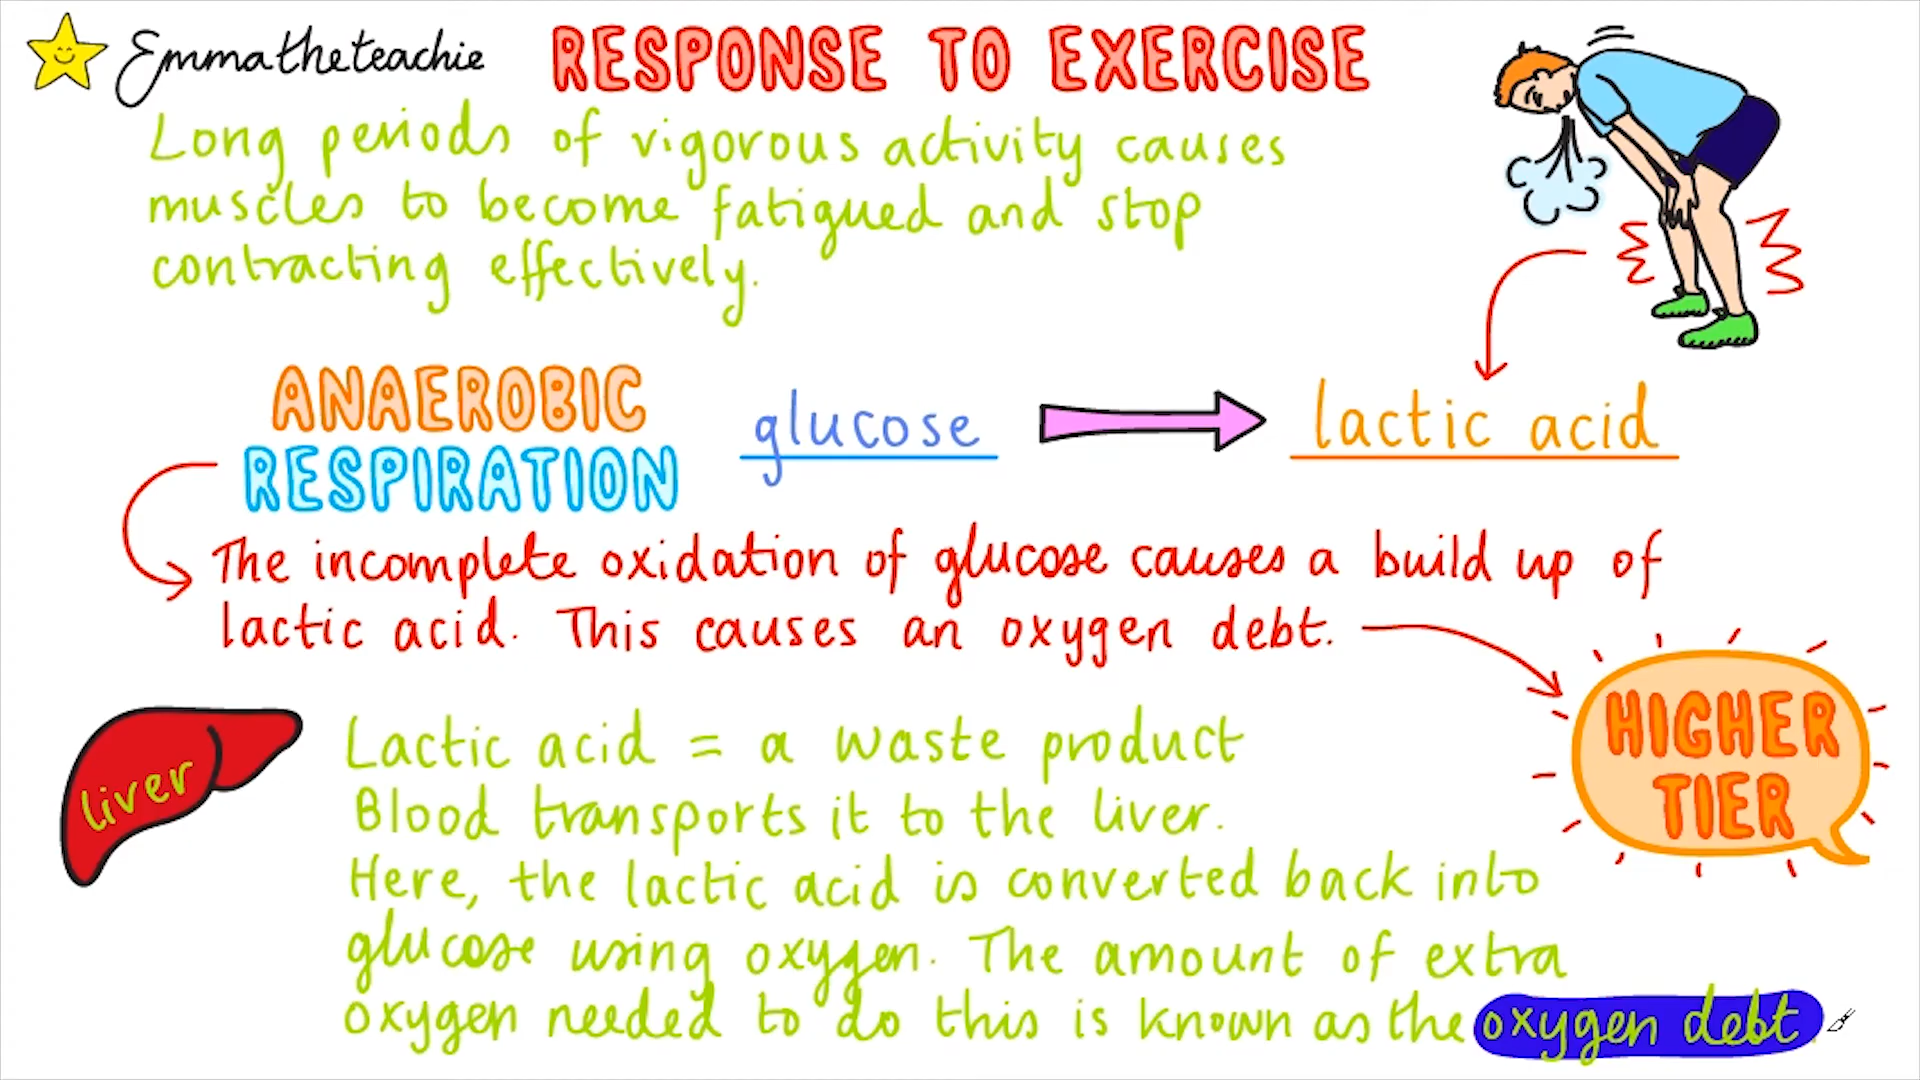 Emmatheteachie
RESPONSE TO EXERCISE
Long periods of vigorous activity causes
muscles to become fatigued and stop
contracting effectively.
ANAEROBIC
RESPIRATION
glucose
lactic acid
The incomplete oxidation of glucose causes a build up of
lactic acid. This causes an oxygen debt.
HIGHER
TIER
liver
Lactic acid = a waste product
Blood transports it to the liver.
Here, the lactic acid is converted back into
glucose using oxygen. The amount of extra
oxygen needed to do this is known as the oxygen debt